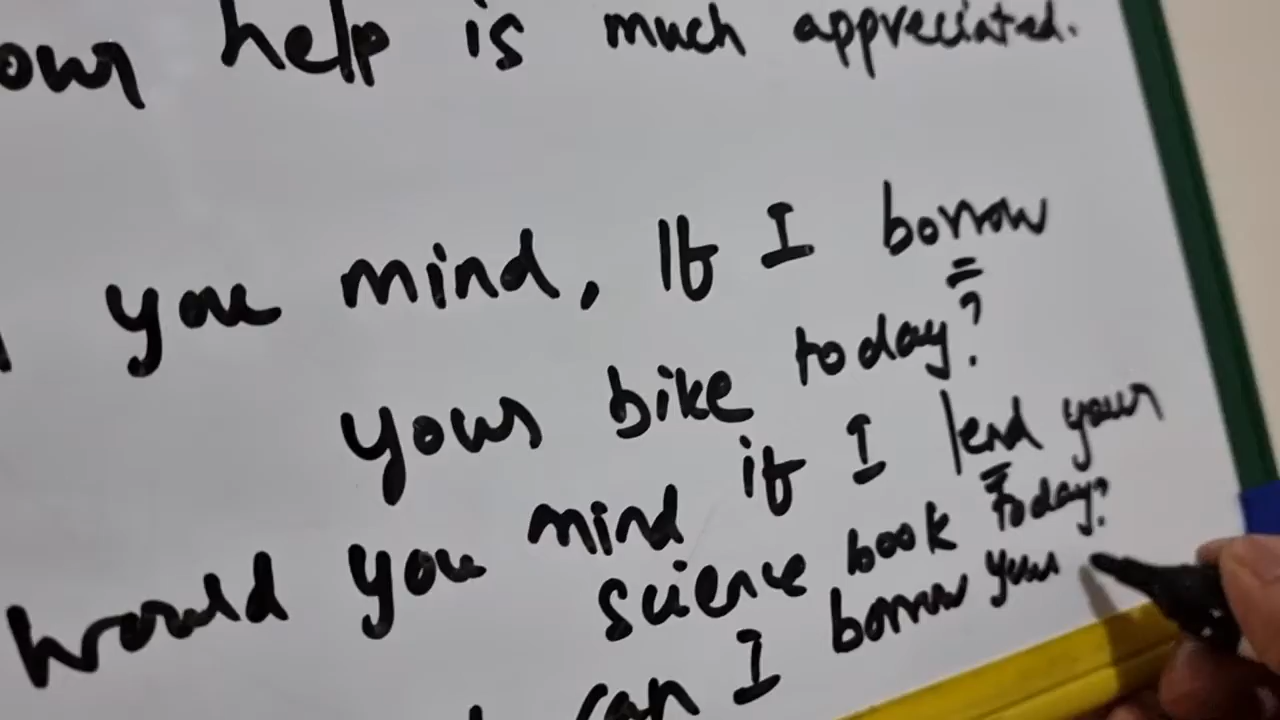 your help is much appreciated.
you mind, If I borrow
your bike today?
Would you mind if I lend your
science book today?
can I borrow your